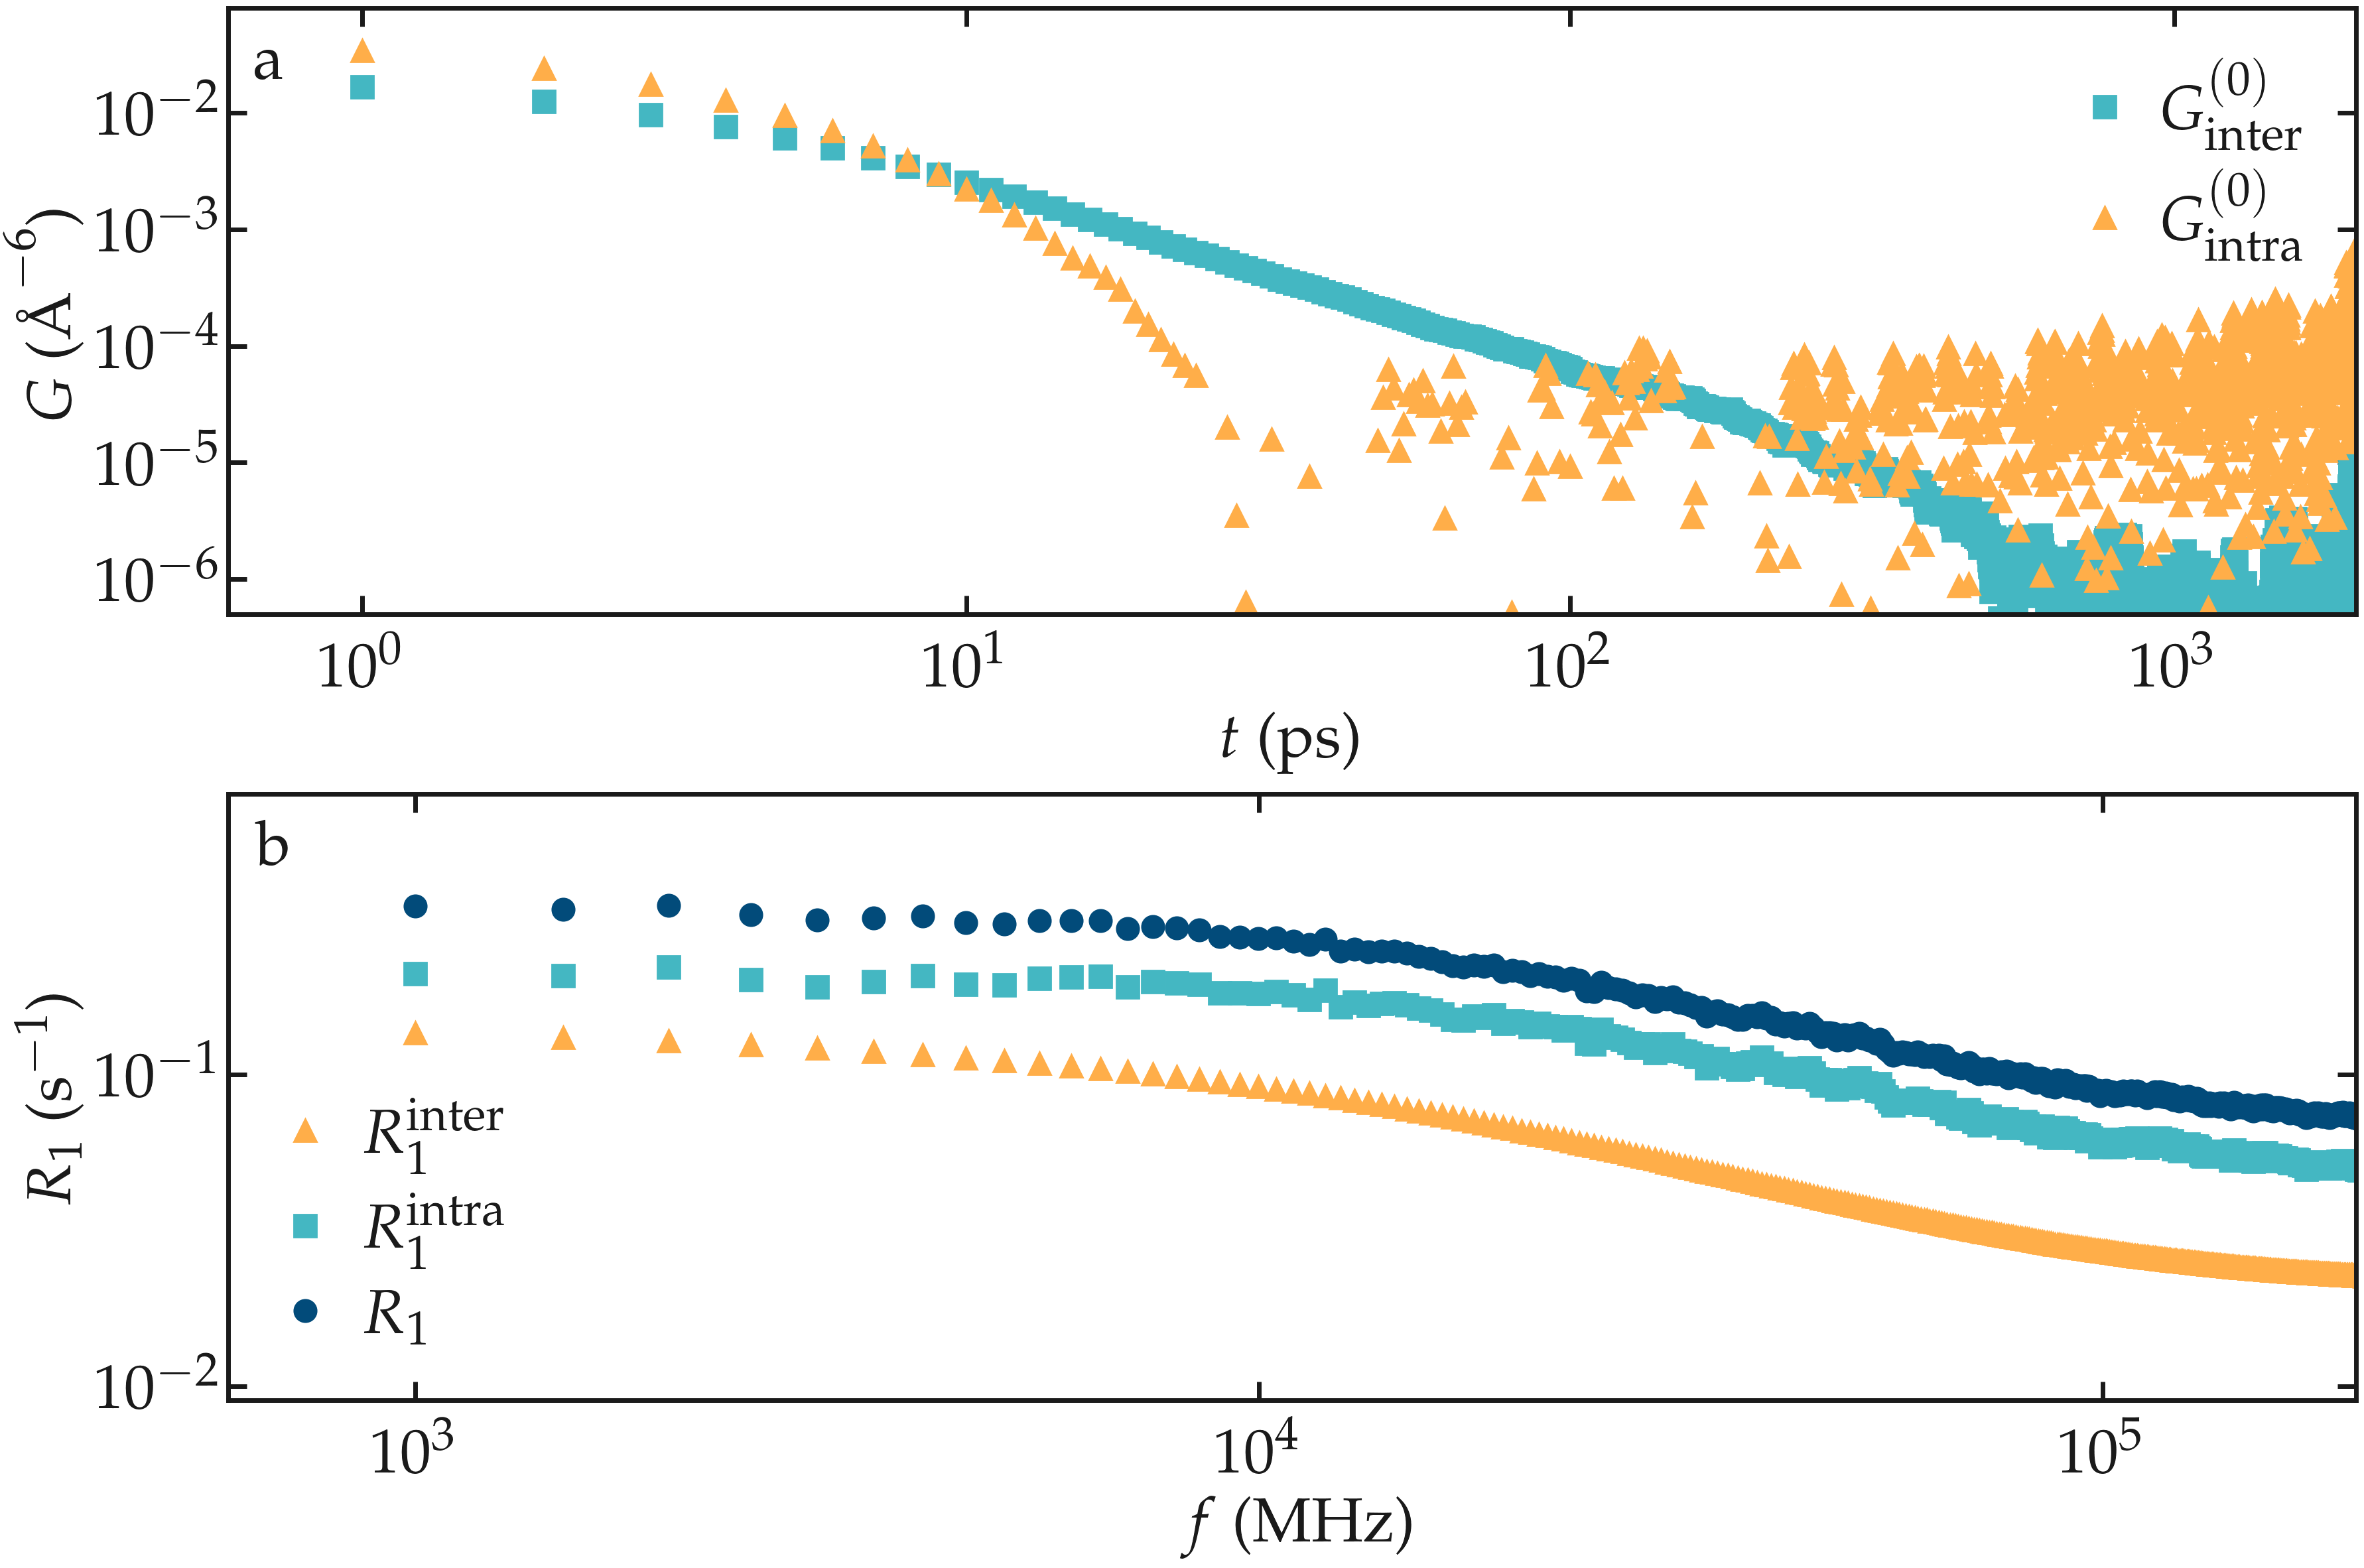 a
G^{(0)}_{inter}
G^{(0)}_{intra}
10^{−2}
10^{−3}
10^{−4}
10^{−5}
10^{−6}
G (Å^{−6})
10^0 10^1 10^2 10^3
t (ps)
b
10^{−1}
10^{−2}
R_1 (s^{−1})
R_1^{inter}
R_1^{intra}
R_1
10^3 10^4 10^5
f (MHz)